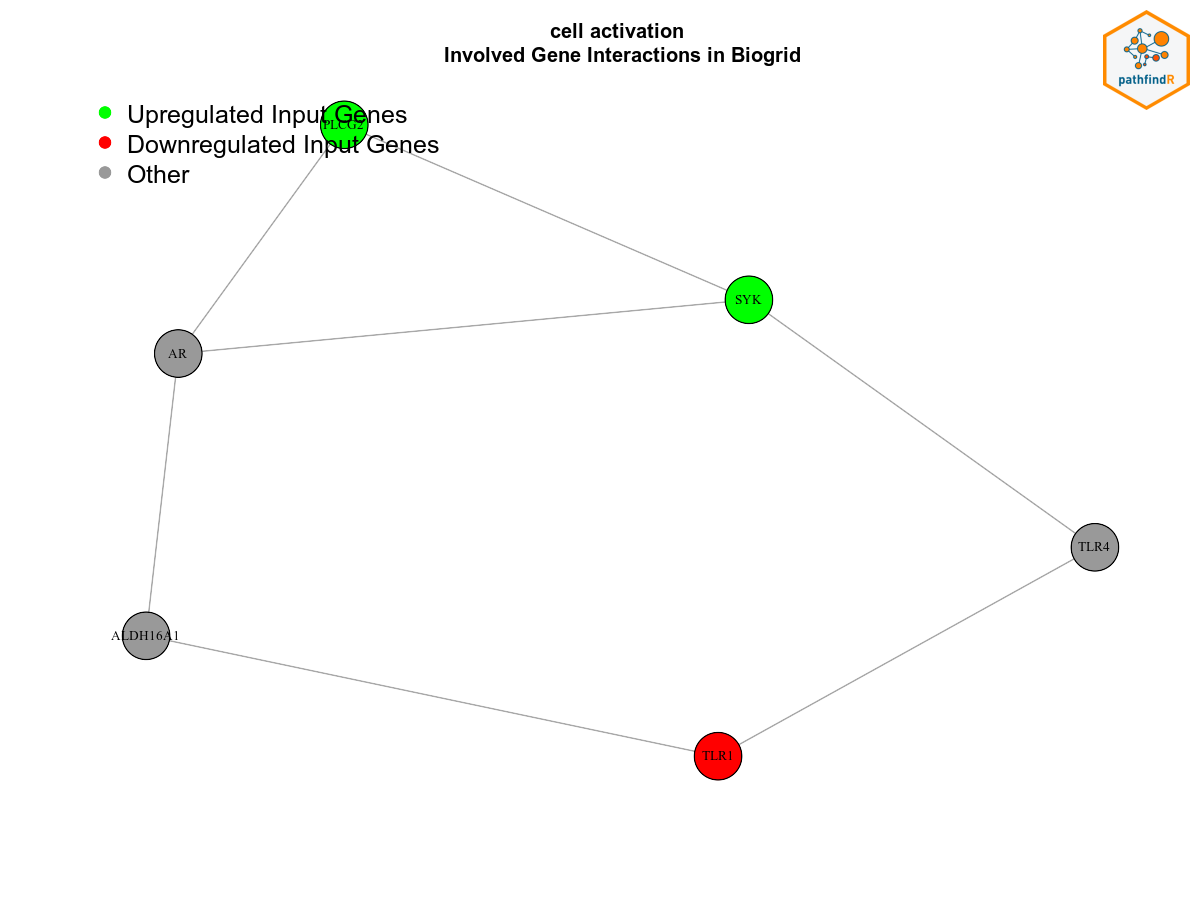 cell activation
Involved Gene Interactions in Biogrid
pathfindR
Upregulated Input Genes
PLCG2
Downregulated Input Genes
Other
SYK
AR
TLR4
ALDH16A1
TLR1